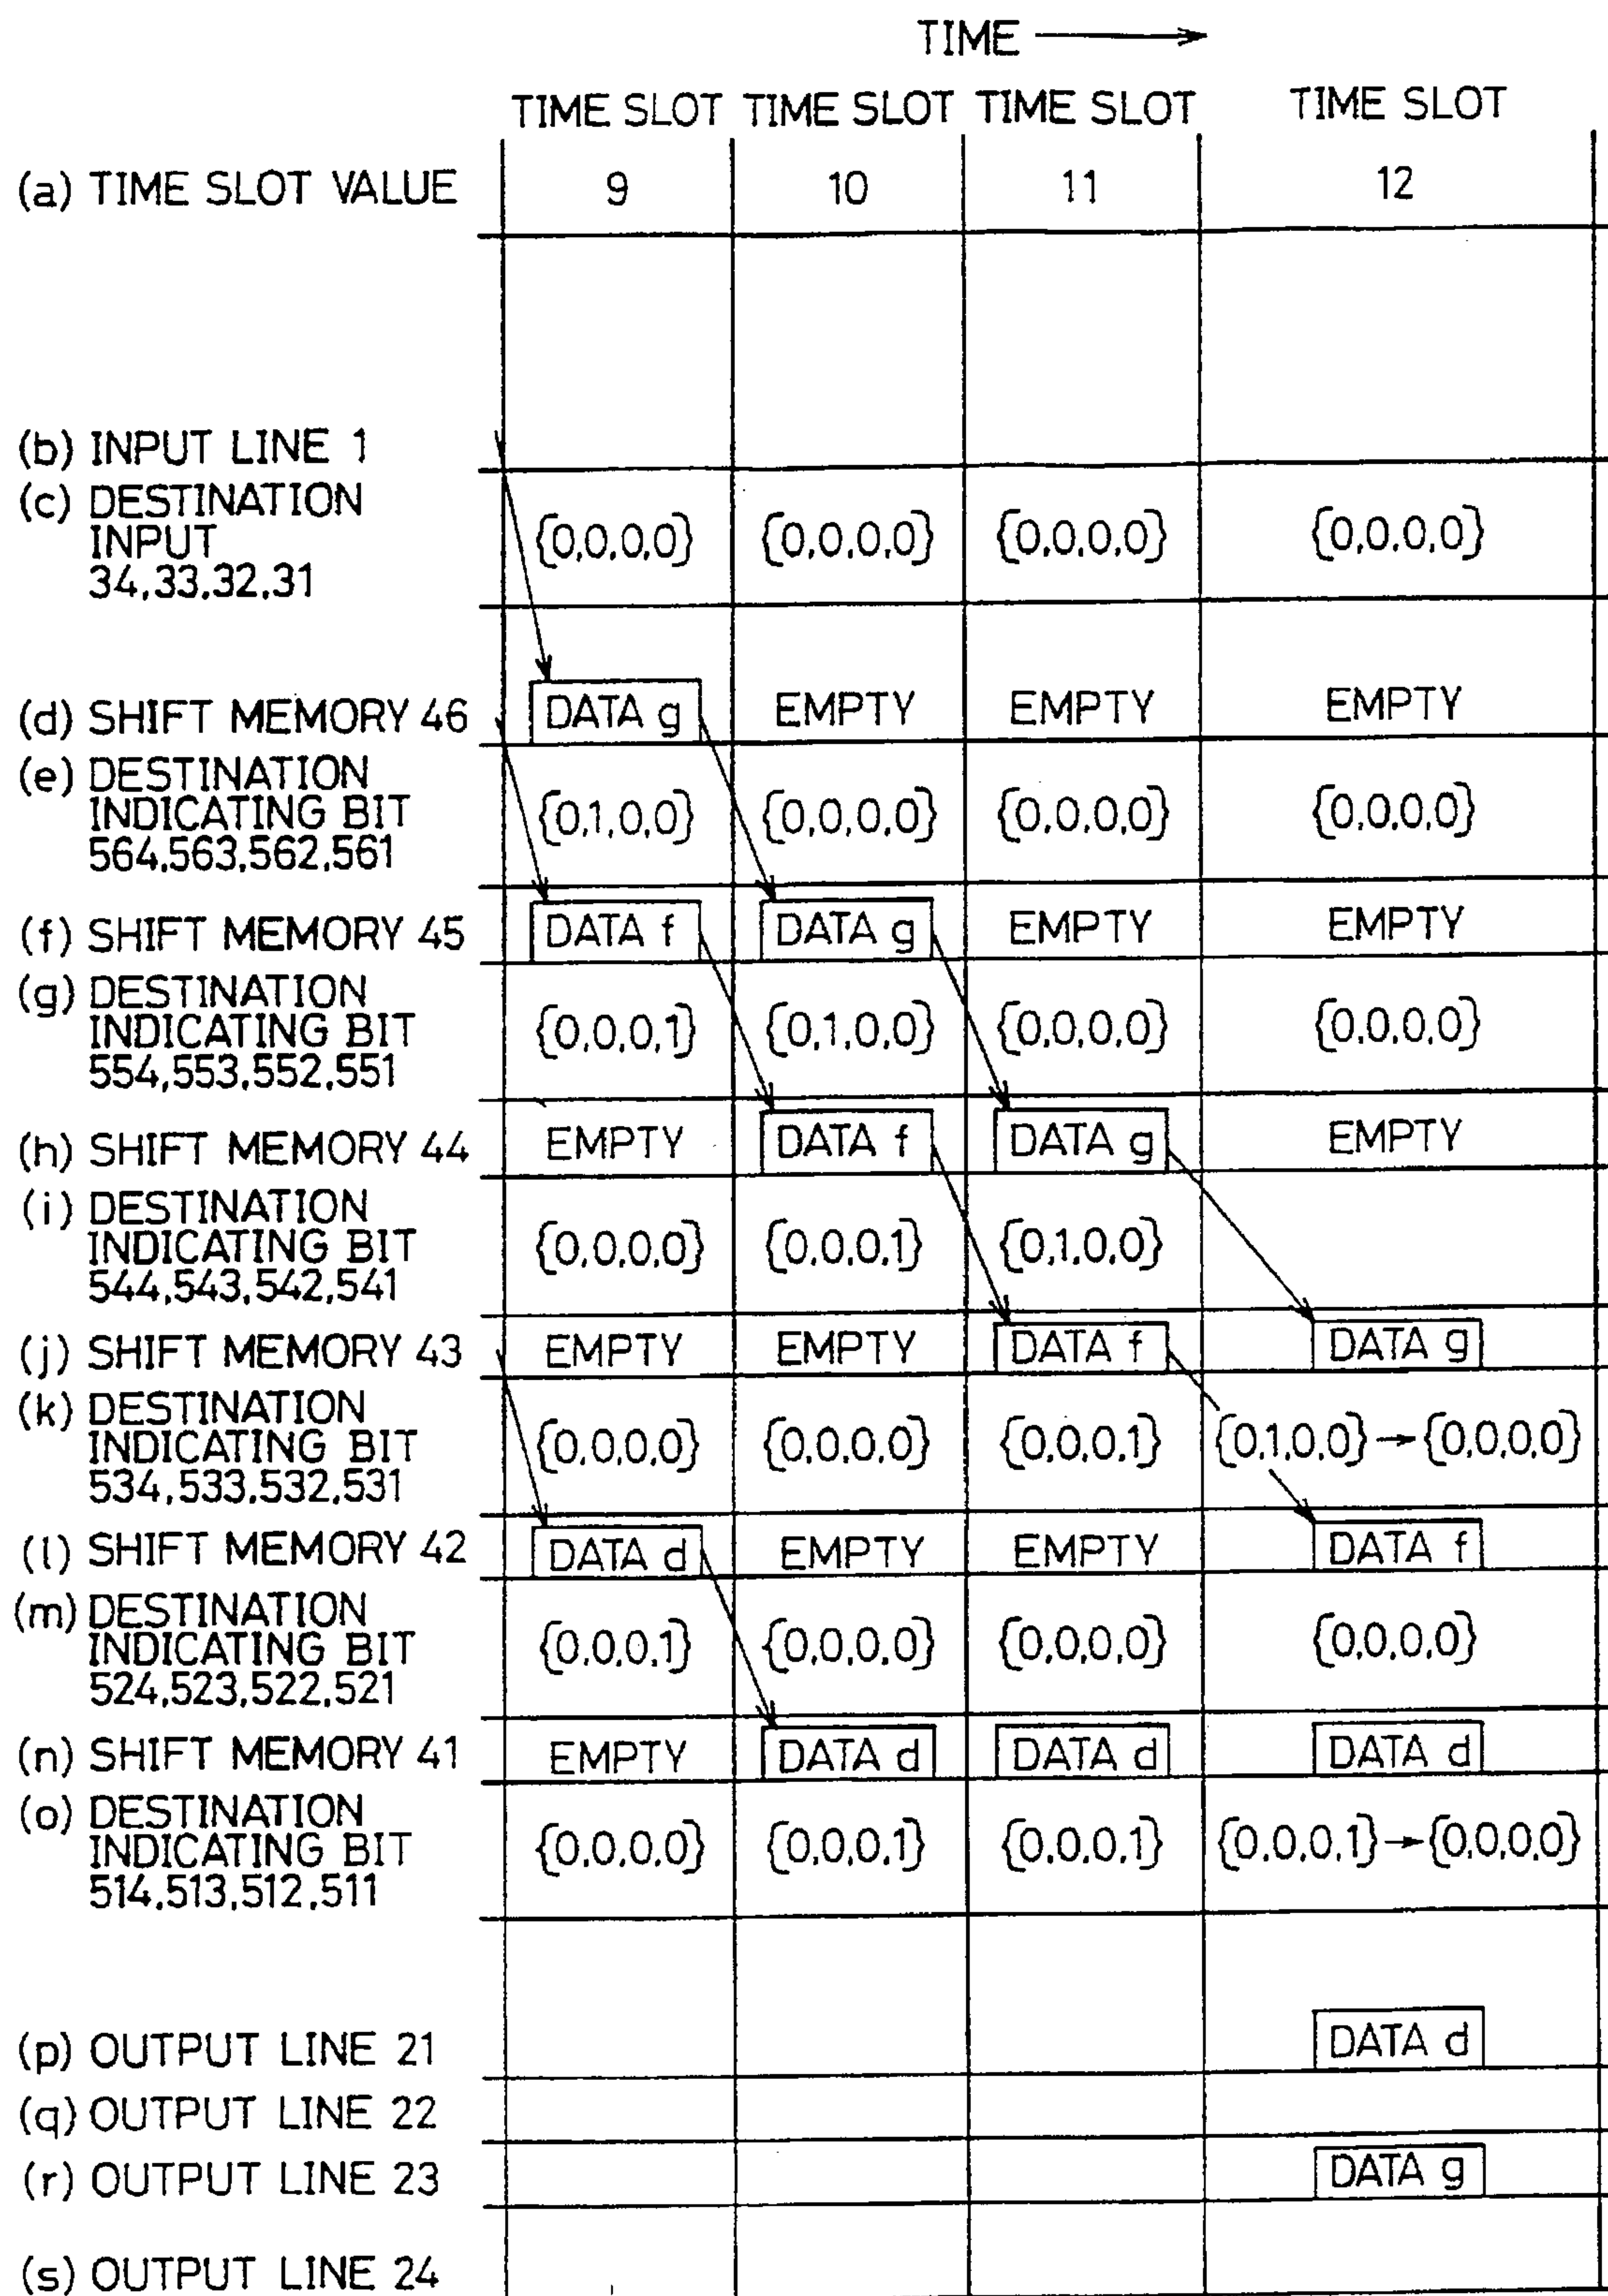 TIME
TIME SLOT TIME SLOT TIME SLOT TIME SLOT
(a) TIME SLOT VALUE 9 10 11 12
(b) INPUT LINE 1
(c) DESTINATION
INPUT
34,33,32,31
{0,0,0,0} {0,0,0,0} {0,0,0,0} {0,0,0,0}
(d) SHIFT MEMORY 46 DATA g EMPTY EMPTY EMPTY
(e) DESTINATION
INDICATING BIT
564,563,562,561
{0,1,0,0} {0,0,0,0} {0,0,0,0} {0,0,0,0}
(f) SHIFT MEMORY 45 DATA f DATA g EMPTY EMPTY
(g) DESTINATION
INDICATING BIT
554,553,552,551
{0,0,0,1} {0,1,0,0} {0,0,0,0} {0,0,0,0}
(h) SHIFT MEMORY 44 EMPTY DATA f DATA g EMPTY
(i) DESTINATION
INDICATING BIT
544,543,542,541
{0,0,0,0} {0,0,0,1} {0,1,0,0}
(j) SHIFT MEMORY 43 EMPTY EMPTY DATA f DATA g
(k) DESTINATION
INDICATING BIT
534,533,532,531
{0,0,0,0} {0,0,0,0} {0,0,0,1} {0,1,0,0}→{0,0,0,0}
(l) SHIFT MEMORY 42 DATA d EMPTY EMPTY DATA f
(m) DESTINATION
INDICATING BIT
524,523,522,521
{0,0,0,1} {0,0,0,0} {0,0,0,0} {0,0,0,0}
(n) SHIFT MEMORY 41 EMPTY DATA d DATA d DATA d
(o) DESTINATION
INDICATING BIT
514,513,512,511
{0,0,0,0} {0,0,0,1} {0,0,0,1} {0,0,0,1}→{0,0,0,0}
(p) OUTPUT LINE 21 DATA d
(q) OUTPUT LINE 22
(r) OUTPUT LINE 23 DATA g
(s) OUTPUT LINE 24